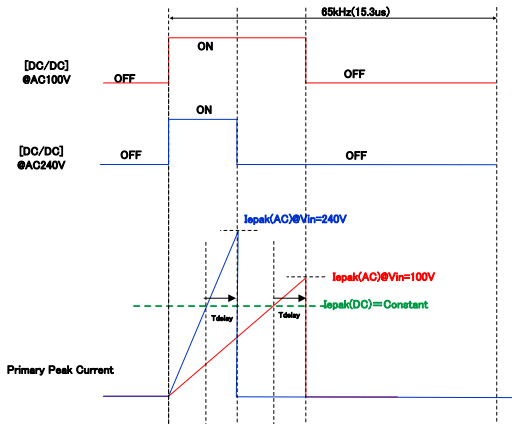 65kHz(15.3us)
[DC/DC]
@AC100V
OFF
ON
OFF
[DC/DC]
@AC240V
OFF
ON
OFF
Iepak(AC)@Vin=240V
Iepak(AC)@Vin=100V
Iepak(DC)=Constant
Tdelay
Tdelay
Primary Peak Current